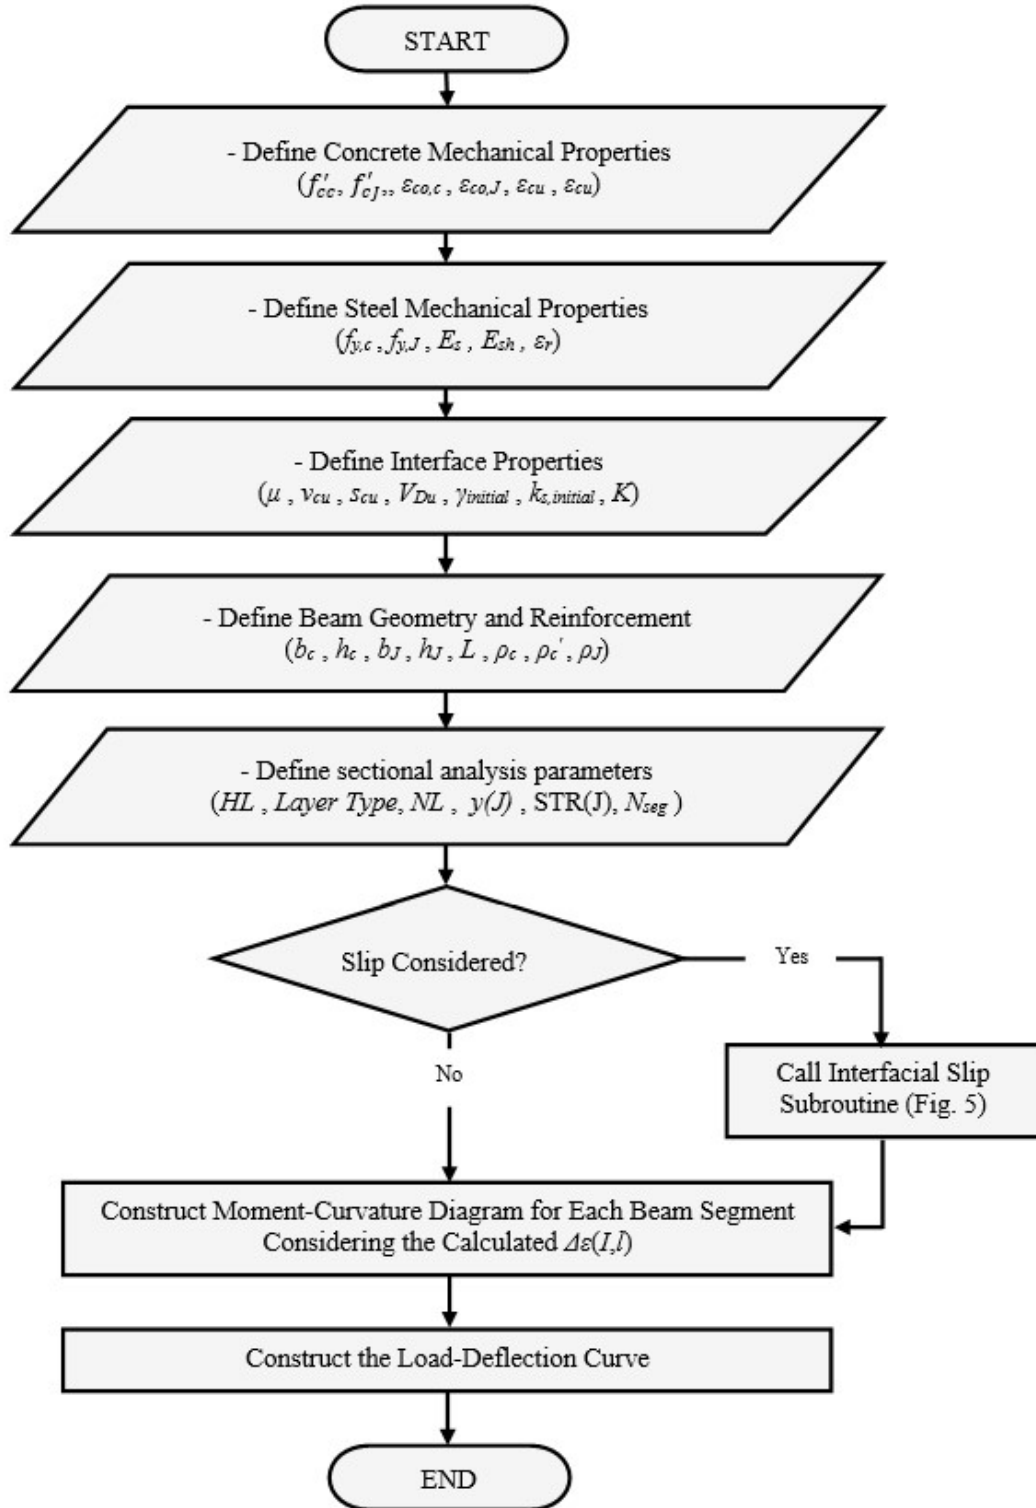 START
- Define Concrete Mechanical Properties
(f′cc, f′cJ,, εco,c , εco,J , εcu , εcu)
- Define Steel Mechanical Properties
(fy,c , fy,J , Es , Esh , εr)
- Define Interface Properties
(μ , vcu , scu , VDu , γinitial , ks,initial , K)
- Define Beam Geometry and Reinforcement
(bc , hc , bJ , hJ , L , ρc , ρc' , ρJ)
- Define sectional analysis parameters
(HL , Layer Type, NL , y(J) , STR(J), Nseg )
Slip Considered?
Yes
No
Call Interfacial Slip
Subroutine (Fig. 5)
Construct Moment-Curvature Diagram for Each Beam Segment
Considering the Calculated Δε(I,l)
Construct the Load-Deflection Curve
END